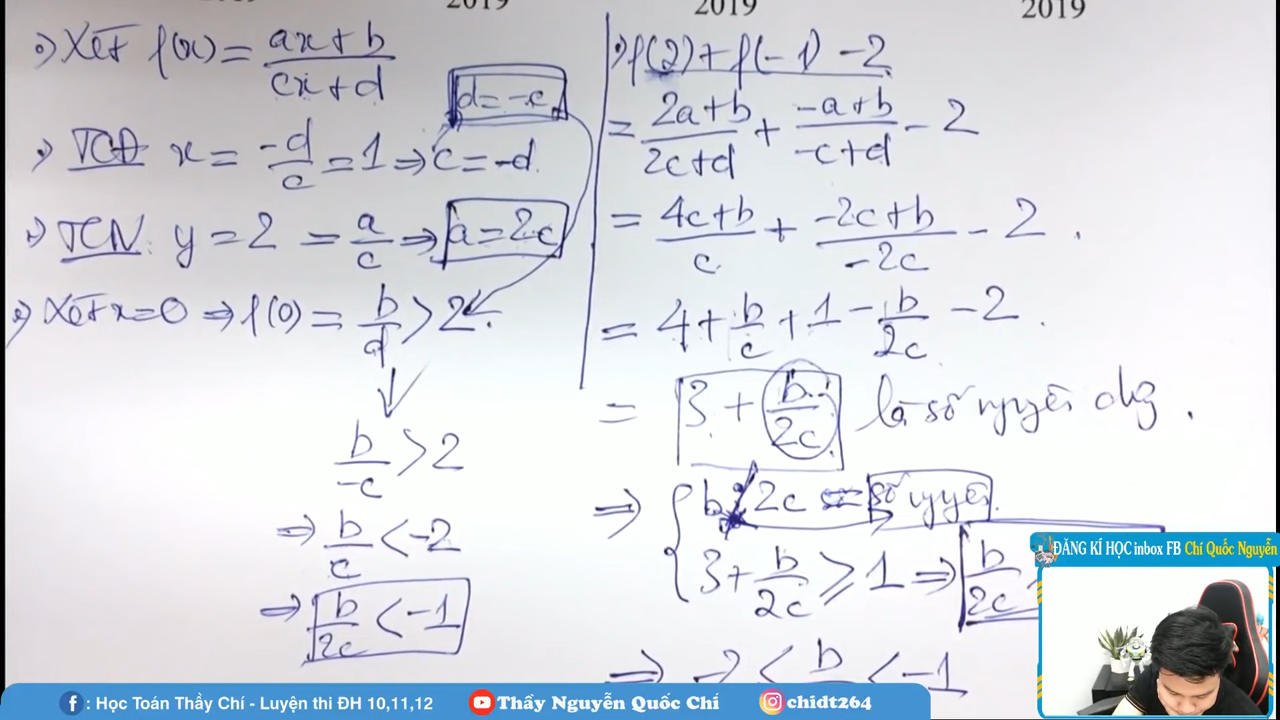 2019 2019 2019 2019
Xét f(x) = (ax+b)/(cx+d)
d = -c
TCĐ x = -d/c = 1 ⇒ c = -d.
TCN: y = 2 = a/c ⇒ a = 2c
Xét x=0 ⇒ f(0) = b/d > 2.
↓
b/-c > 2
⇒ b/c < -2
⇒ b/2c < -1
f(2) + f(-1) - 2
= (2a+b)/(2c+d) + (-a+b)/(-c+d) - 2
= (4c+b)/c + (-2c+b)/-2c - 2.
= 4 + b/c + 1 - b/2c - 2.
= 3 + b/2c là số nguyên dg.
⇒ { b ⋮ 2c = số nguyên
3 + b/2c ≥ 1 ⇒ b/2c
⇒ < b < -1
ĐĂNG KÍ HỌC inbox FB Chí Quốc Nguyễn
: Học Toán Thầy Chí - Luyện thi ĐH 10,11,12 Thầy Nguyễn Quốc Chí chidt264